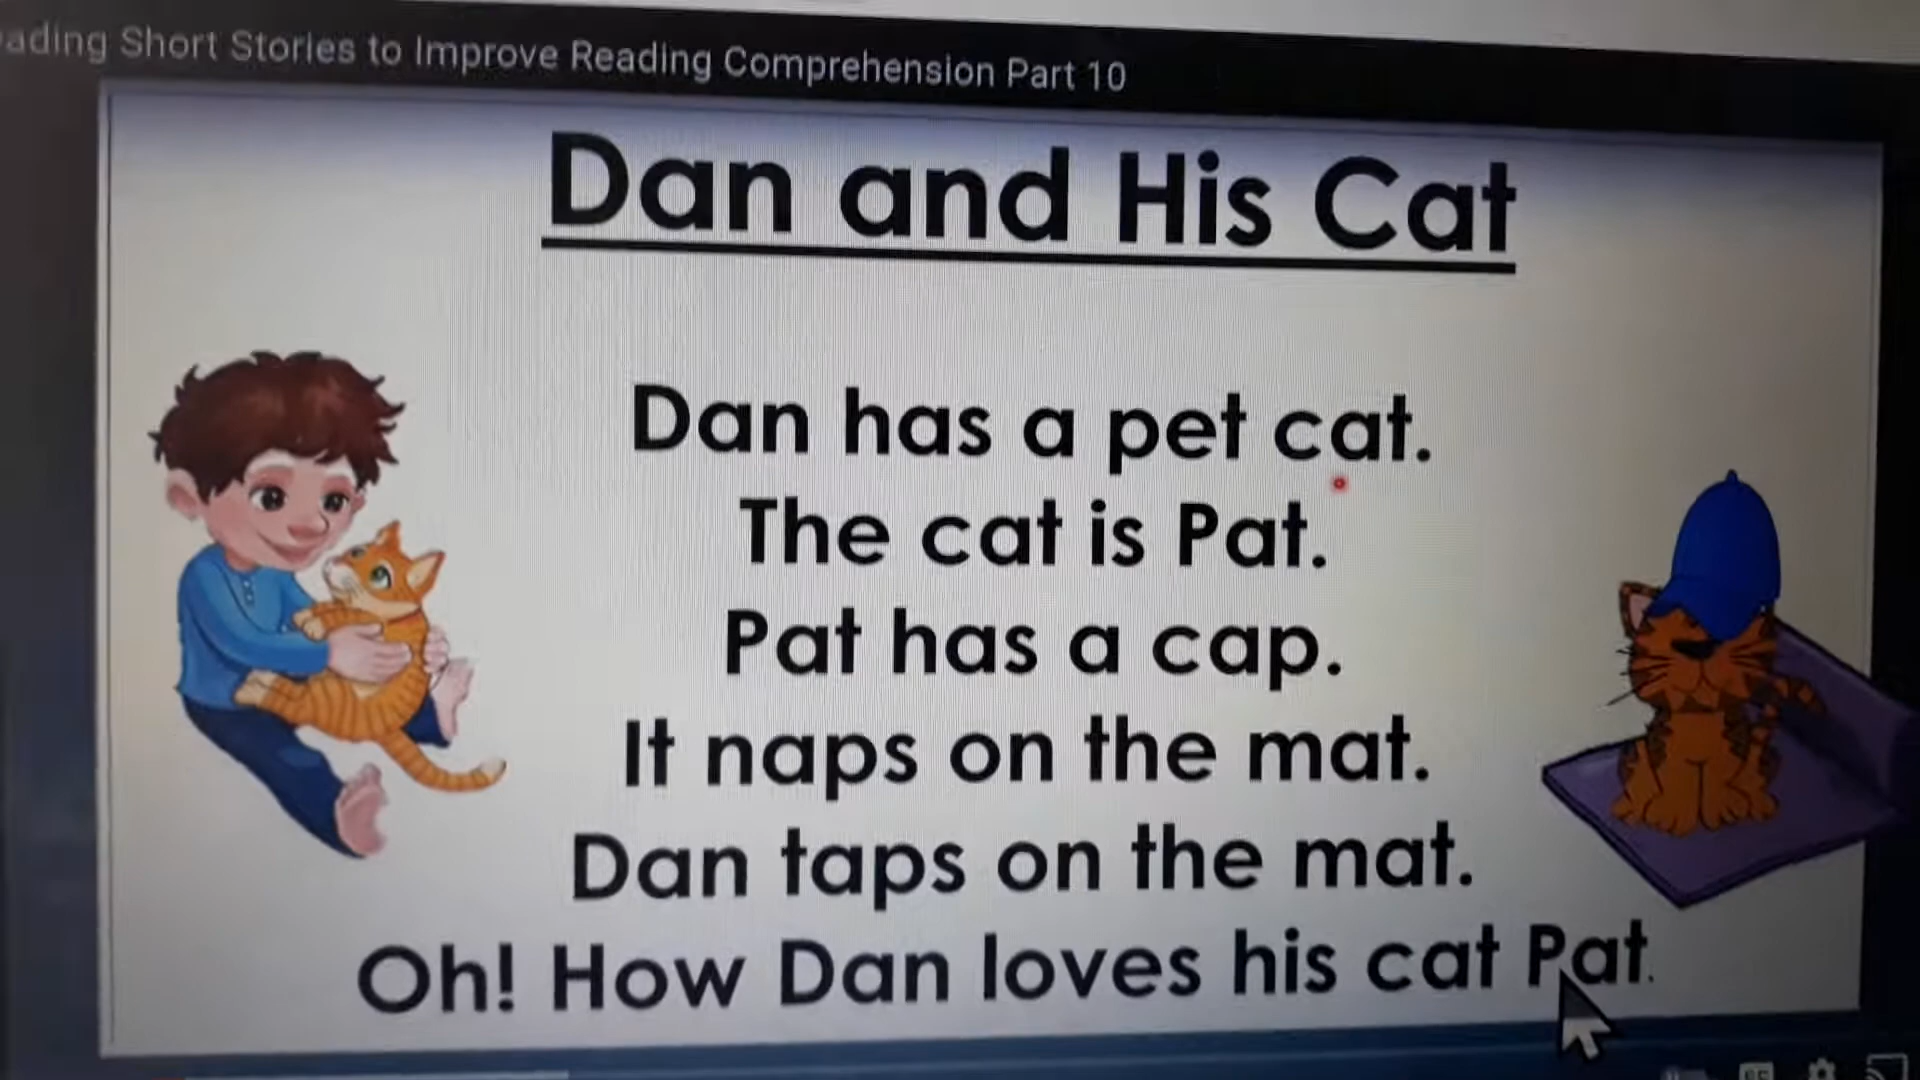 ading Short Stories to Improve Reading Comprehension Part 10
Dan and His Cat
Dan has a pet cat.
The cat is Pat.
Pat has a cap.
It naps on the mat.
Dan taps on the mat.
Oh! How Dan loves his cat Pat.